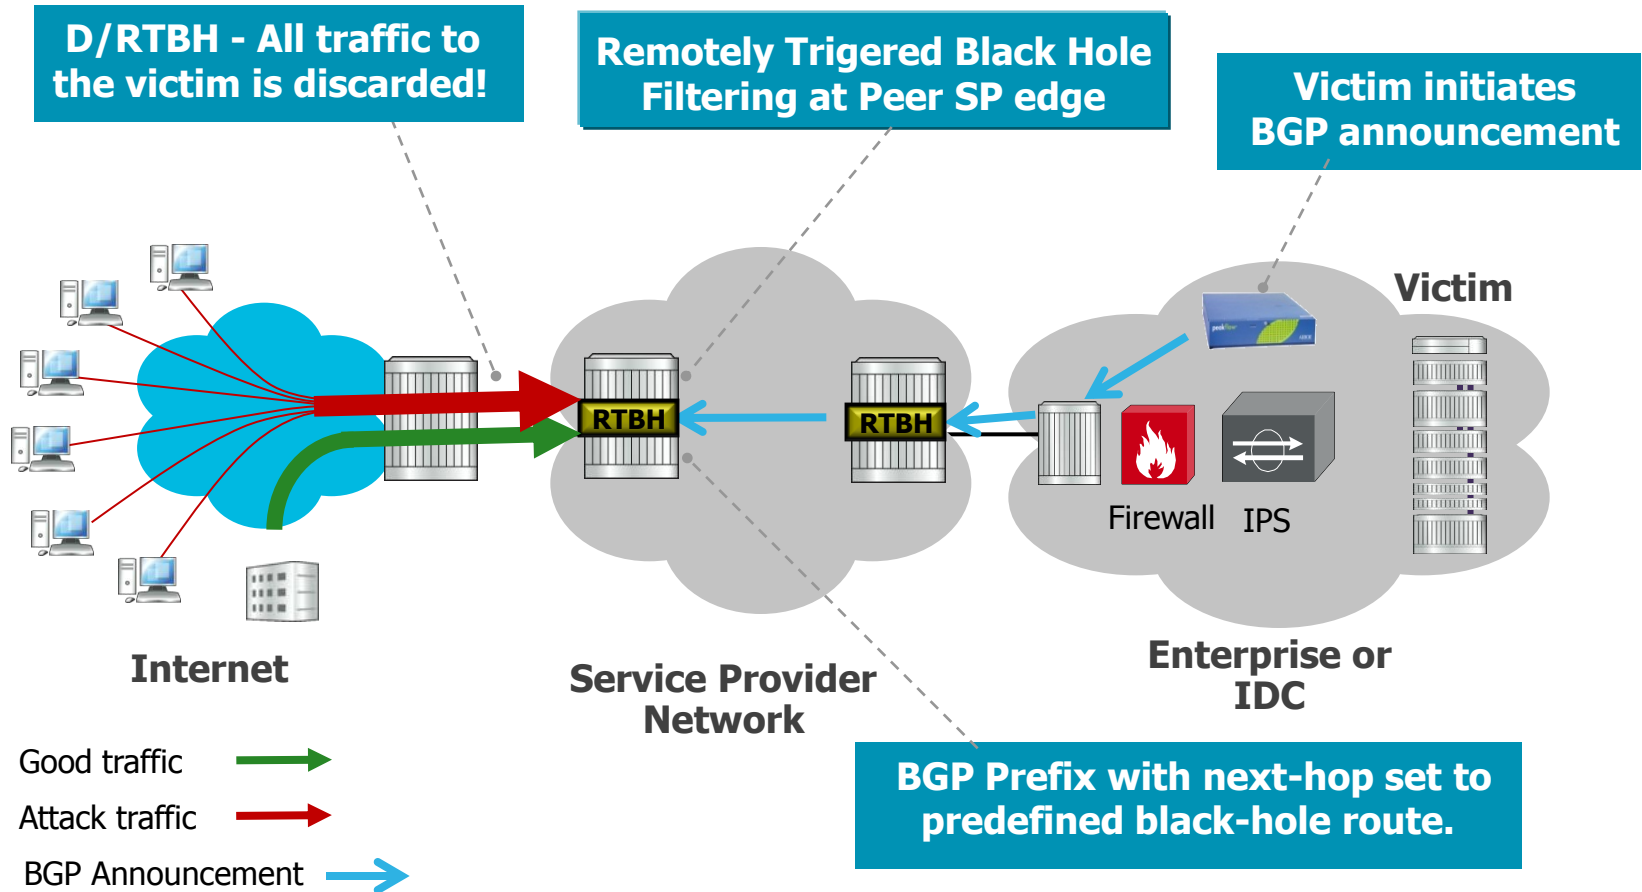 D/RTBH - All traffic to
the victim is discarded!
Remotely Trigered Black Hole
Filtering at Peer SP edge
Victim initiates
BGP announcement
Victim
peakflow
RTBH
RTBH
Firewall
IPS
Internet
Service Provider
Network
Enterprise or
IDC
BGP Prefix with next-hop set to
predefined black-hole route.
Good traffic
Attack traffic
BGP Announcement